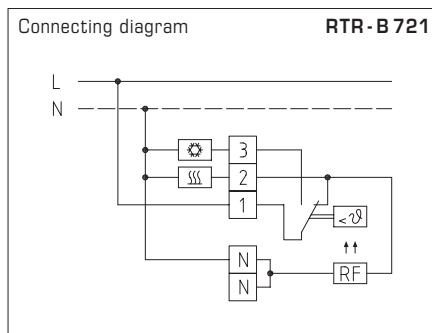 Connecting diagram RTR-B 721
L
N
3
2
1
<ϑ
N
N
RF